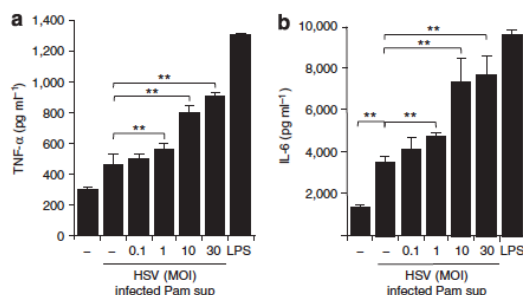 a
1,400
1,200
1,000
800
600
400
200
0
TNF-α (pg ml⁻¹)
**
**
**
– – 0.1 1 10 30 LPS
HSV (MOI)
infected Pam sup
b
10,000
8,000
6,000
4,000
2,000
IL-6 (pg ml⁻¹)
**
**
**
**
– – 0.1 1 10 30 LPS
HSV (MOI)
infected Pam sup